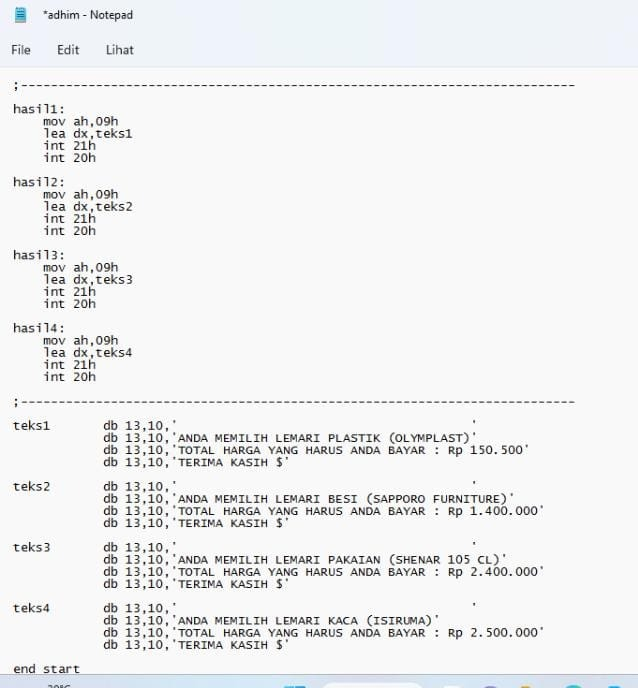 *adhim - Notepad
File Edit Lihat
;--------------------------------------------------------------------------
hasil1:
    mov ah,09h
    lea dx,teks1
    int 21h
    int 20h
hasil2:
    mov ah,09h
    lea dx,teks2
    int 21h
    int 20h
hasil3:
    mov ah,09h
    lea dx,teks3
    int 21h
    int 20h
hasil4:
    mov ah,09h
    lea dx,teks4
    int 21h
    int 20h
;--------------------------------------------------------------------------
teks1       db 13,10,'                                        '
            db 13,10,'ANDA MEMILIH LEMARI PLASTIK (OLYMPLAST)'
            db 13,10,'TOTAL HARGA YANG HARUS ANDA BAYAR : Rp 150.500'
            db 13,10,'TERIMA KASIH $'
teks2       db 13,10,'                                        '
            db 13,10,'ANDA MEMILIH LEMARI BESI (SAPPORO FURNITURE)'
            db 13,10,'TOTAL HARGA YANG HARUS ANDA BAYAR : Rp 1.400.000'
            db 13,10,'TERIMA KASIH $'
teks3       db 13,10,'                                        '
            db 13,10,'ANDA MEMILIH LEMARI PAKAIAN (SHENAR 105 CL)'
            db 13,10,'TOTAL HARGA YANG HARUS ANDA BAYAR : Rp 2.400.000'
            db 13,10,'TERIMA KASIH $'
teks4       db 13,10,'                                        '
            db 13,10,'ANDA MEMILIH LEMARI KACA (ISIRUMA)'
            db 13,10,'TOTAL HARGA YANG HARUS ANDA BAYAR : Rp 2.500.000'
            db 13,10,'TERIMA KASIH $'
end start